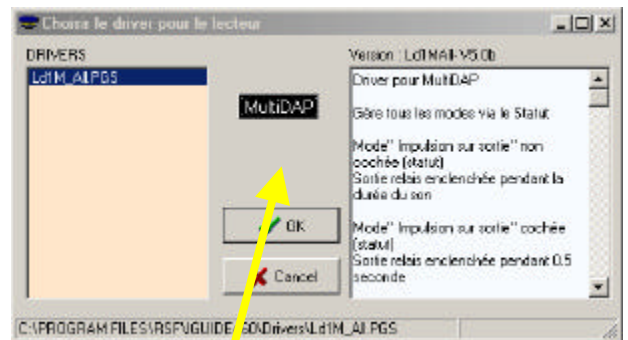 Choisir le driver pour le lecteur
DRIVERS
Version : Ld1MAll-V5.0b
Ld1M_All.PGS
MultiDAP
Driver pour MultiDAP
Gère tous les modes via le Statut
Mode" Impulsion sur sortie" non
cochée (statut)
Sortie relais enclenchée pendant la
durée du son
Mode" Impulsion sur sortie" cochée
(statut)
Sortie relais enclenchée pendant 0.5
seconde
OK
Cancel
C:\PROGRAM FILES\RSF\GUIDE 50\Drivers\Ld1M_All.PGS